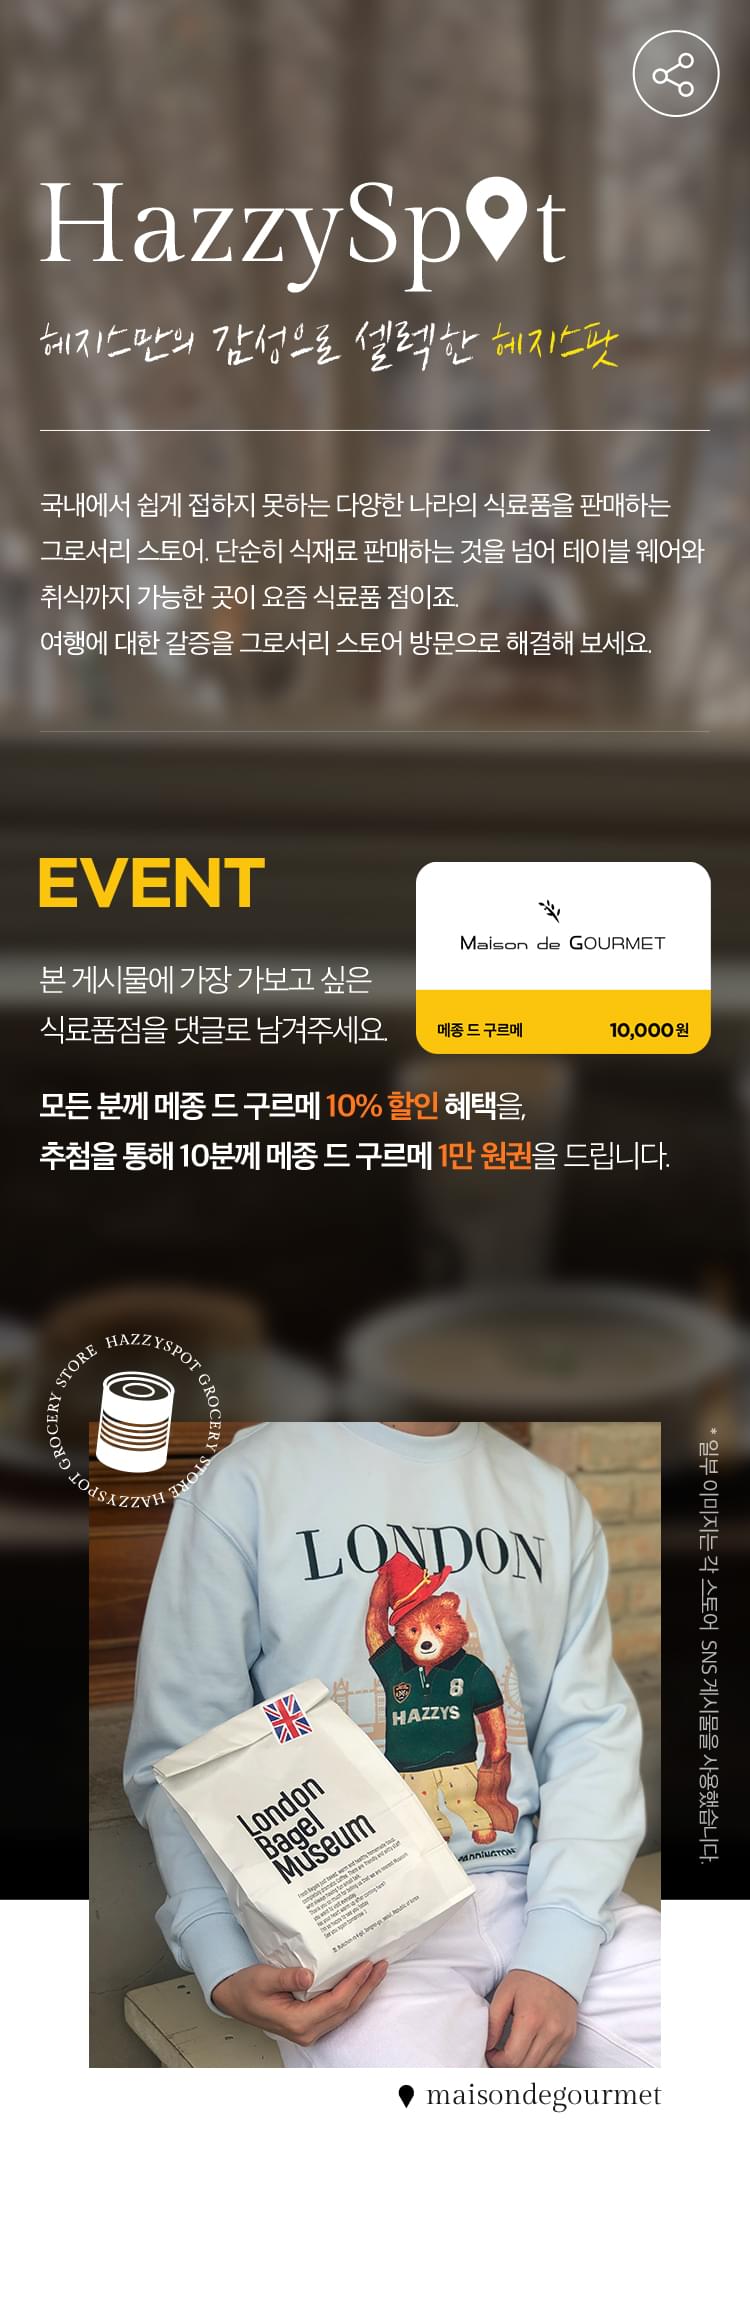 HazzySpot
헤지스만의 감성으로 셀렉한 헤지스팟
국내에서 쉽게 접하지 못하는 다양한 나라의 식료품을 판매하는
그로서리 스토어. 단순히 식재료 판매하는 것을 넘어 테이블 웨어와
취식까지 가능한 곳이 요즘 식료품 점이죠.
여행에 대한 갈증을 그로서리 스토어 방문으로 해결해 보세요.
EVENT
본 게시물에 가장 가보고 싶은
식료품점을 댓글로 남겨주세요.
Maison de GOURMET
메종 드 구르메 10,000원
모든 분께 메종 드 구르메 10% 할인 혜택을,
추첨을 통해 10분께 메종 드 구르메 1만 원권을 드립니다.
HAZZYSPOT GROCERY STORE HAZZYSPOT GROCERY STORE
* 일부 이미지는 각 스토어 SNS 게시물을 사용했습니다.
LONDON
8
HAZZYS
London
Bagel
Museum
maisondegourmet